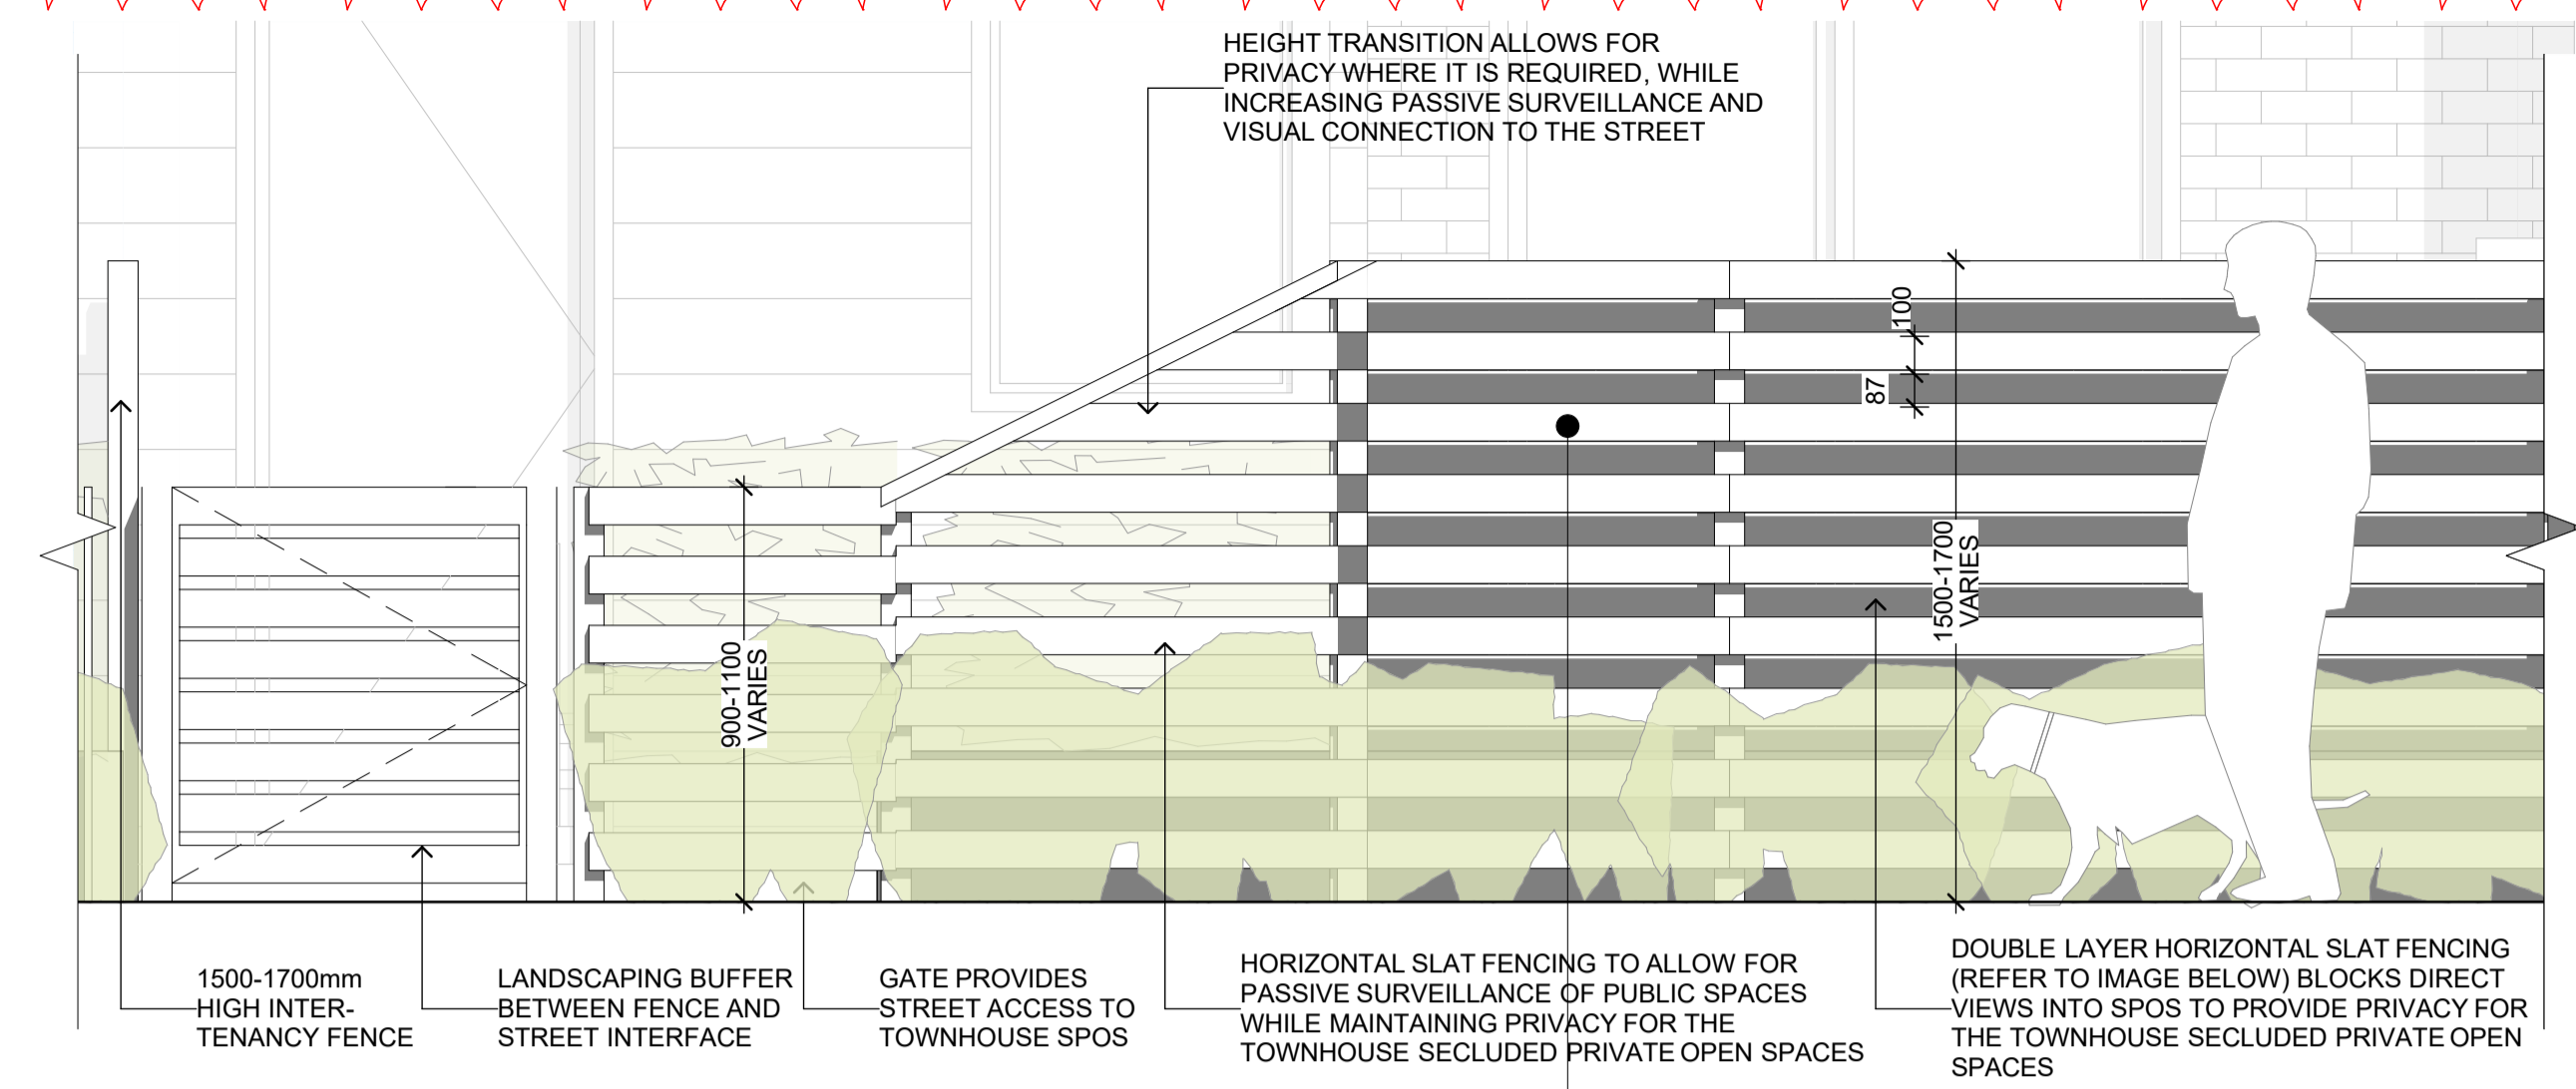 HEIGHT TRANSITION ALLOWS FOR
PRIVACY WHERE IT IS REQUIRED, WHILE
INCREASING PASSIVE SURVEILLANCE AND
VISUAL CONNECTION TO THE STREET
100
87
1500-1700
VARIES
900-1100
VARIES
1500-1700mm
HIGH INTER-
TENANCY FENCE
LANDSCAPING BUFFER
BETWEEN FENCE AND
STREET INTERFACE
GATE PROVIDES
STREET ACCESS TO
TOWNHOUSE SPOS
HORIZONTAL SLAT FENCING TO ALLOW FOR
PASSIVE SURVEILLANCE OF PUBLIC SPACES
WHILE MAINTAINING PRIVACY FOR THE
TOWNHOUSE SECLUDED PRIVATE OPEN SPACES
DOUBLE LAYER HORIZONTAL SLAT FENCING
(REFER TO IMAGE BELOW) BLOCKS DIRECT
VIEWS INTO SPOS TO PROVIDE PRIVACY FOR
THE TOWNHOUSE SECLUDED PRIVATE OPEN
SPACES